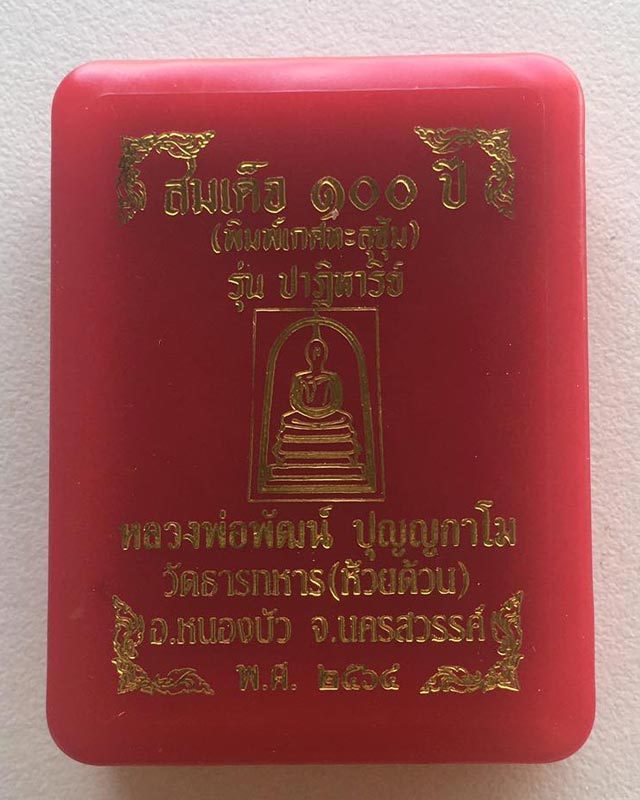 สมเด็จ ๑๐๐ ปี
(พิมพ์เกศทะลุซุ้ม)
รุ่น ปาฏิหาริย์
หลวงพ่อพัฒน์ ปุญญกาโม
วัดธารทหาร(ห้วยด้วน)
อ.หนองบัว จ.นครสวรรค์
พ.ศ. ๒๕๖๔